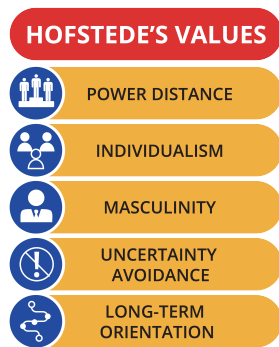 HOFSTEDE'S VALUES
POWER DISTANCE
INDIVIDUALISM
MASCULINITY
UNCERTAINTY
AVOIDANCE
LONG-TERM
ORIENTATION